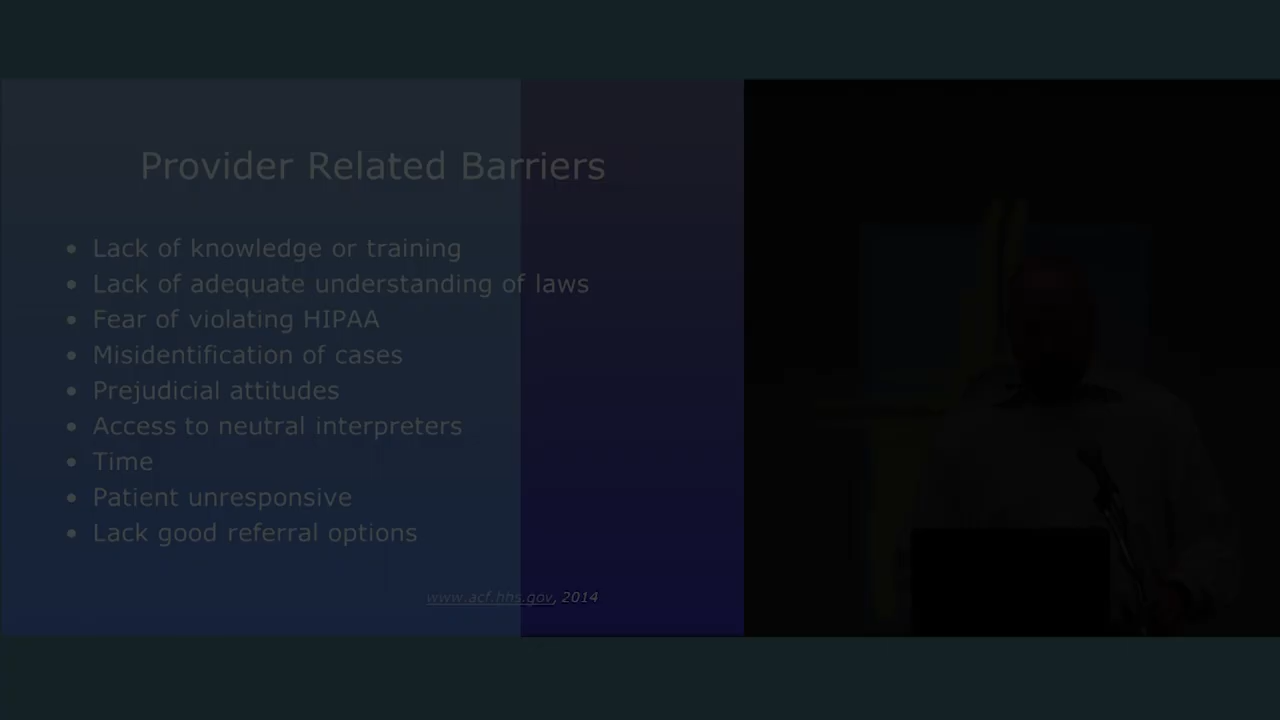 Provider Related Barriers
• Lack of knowledge or training
• Lack of adequate understanding of laws
• Fear of violating HIPAA
• Misidentification of cases
• Prejudicial attitudes
• Access to neutral interpreters
• Time
• Patient unresponsive
• Lack good referral options
www.acf.hhs.gov, 2014